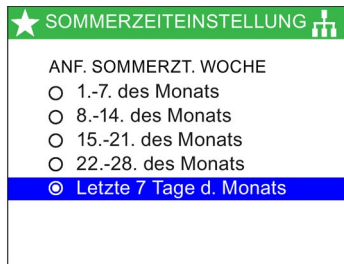 SOMMERZEITEINSTELLUNG
ANF. SOMMERZT. WOCHE
1.-7. des Monats
8.-14. des Monats
15.-21. des Monats
22.-28. des Monats
Letzte 7 Tage d. Monats